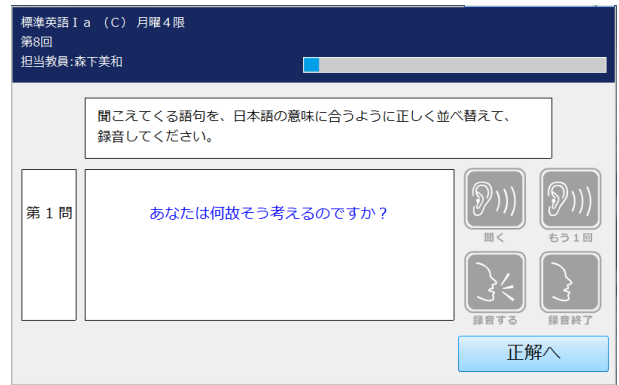 標準英語Ⅰａ（C）月曜４限
第8回
担当教員:森下美和
聞こえてくる語句を、日本語の意味に合うように正しく並べ替えて、
録音してください。
第１問
あなたは何故そう考えるのですか？
聞く
もう１回
録音する
録音終了
正解へ